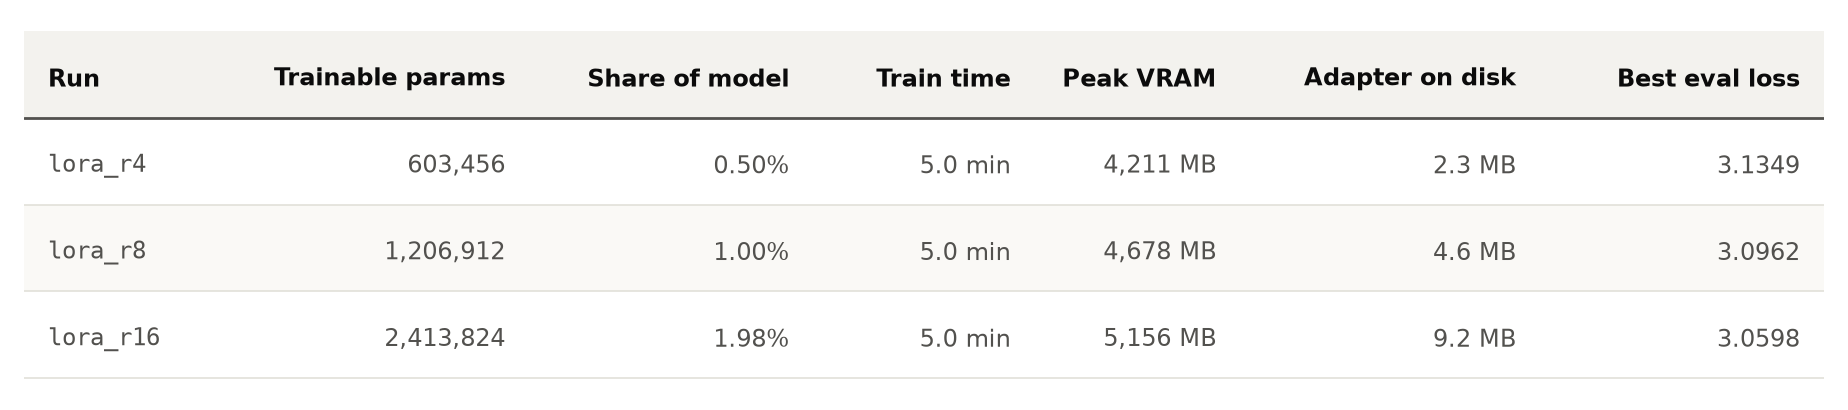 Run Trainable params Share of model Train time Peak VRAM Adapter on disk Best eval loss
lora_r4 603,456 0.50% 5.0 min 4,211 MB 2.3 MB 3.1349
lora_r8 1,206,912 1.00% 5.0 min 4,678 MB 4.6 MB 3.0962
lora_r16 2,413,824 1.98% 5.0 min 5,156 MB 9.2 MB 3.0598